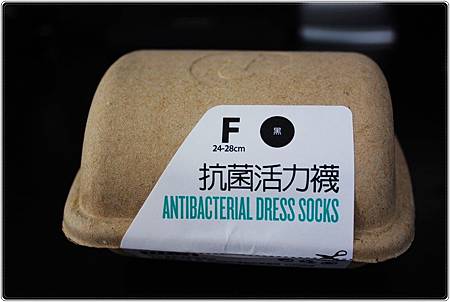 F 黑
24-28cm
抗菌活力襪
ANTIBACTERIAL DRESS SOCKS